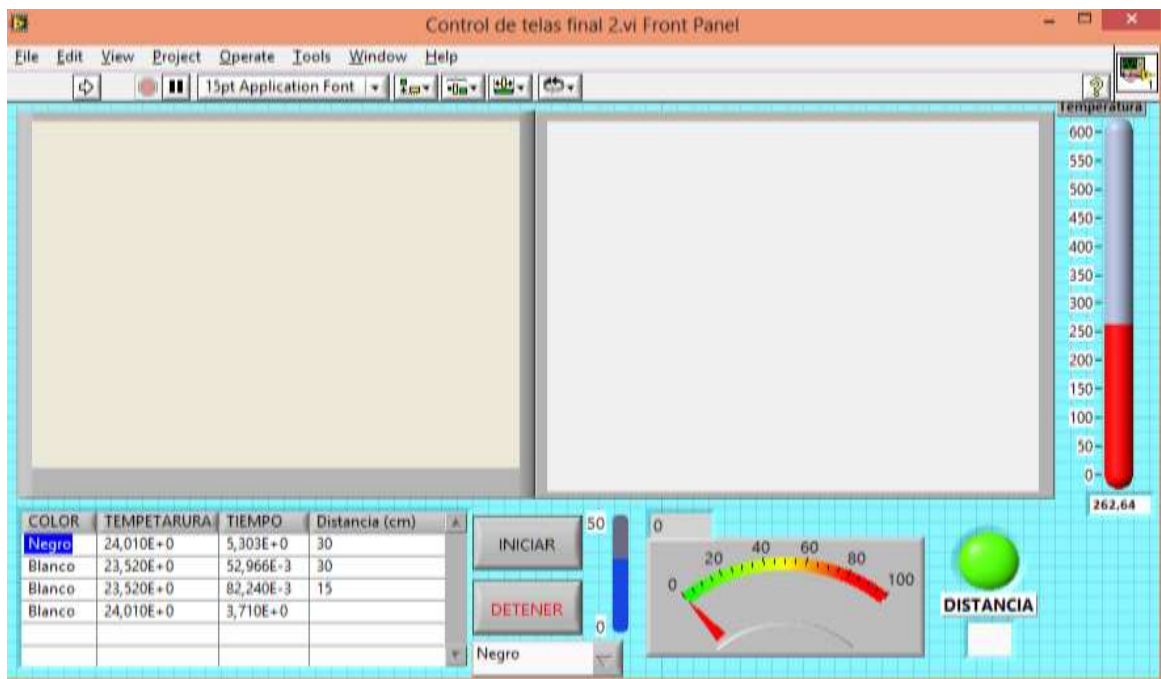 Control de telas final 2.vi Front Panel
File Edit View Project Operate Tools Window Help
15pt Application Font
Temperatura
600
550
500
450
400
350
300
250
200
150
100
50
0
262,64
COLOR TEMPETARURA TIEMPO Distancia (cm)
Negro 24,010E+0 5,303E+0 30
Blanco 23,520E+0 52,966E-3 30
Blanco 23,520E+0 82,240E-3 15
Blanco 24,010E+0 3,710E+0
INICIAR
DETENER
Negro
50
0
0
0 20 40 60 80 100
DISTANCIA